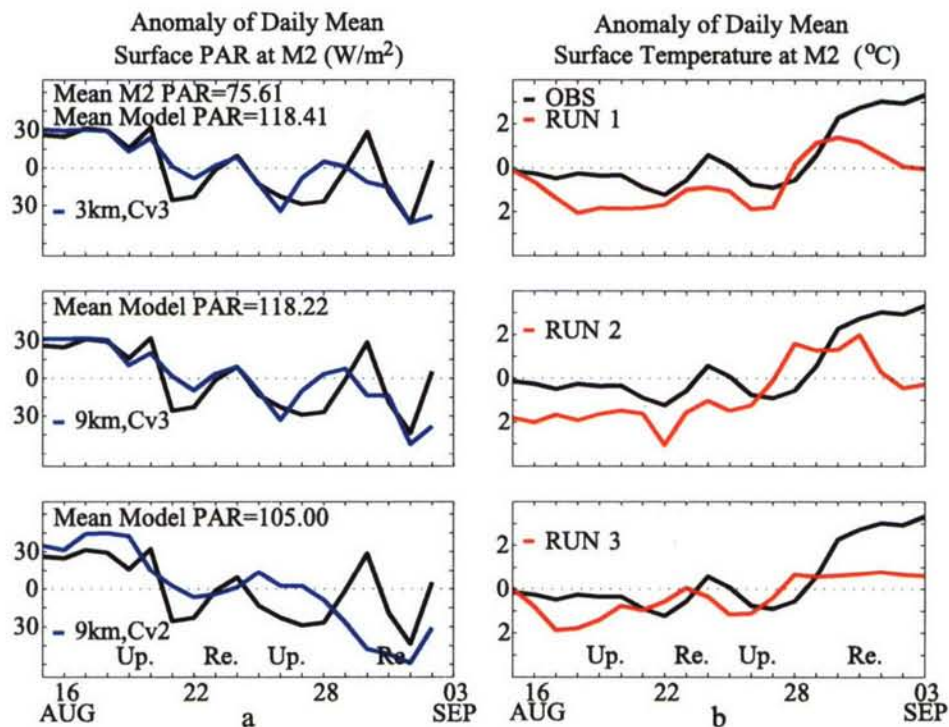 Anomaly of Daily Mean
Surface PAR at M2 (W/m²)
Mean M2 PAR=75.61
Mean Model PAR=118.41
30
0
30
3km,Cv3
Mean Model PAR=118.22
30
0
30
9km,Cv3
Mean Model PAR=105.00
30
0
30
9km,Cv2
Up. Re. Up. Re.
16 22 28 03
AUG a SEP
Anomaly of Daily Mean
Surface Temperature at M2 (°C)
OBS
RUN 1
2
0
2
RUN 2
2
0
2
RUN 3
2
0
2
Up. Re. Up. Re.
16 22 28 03
AUG b SEP